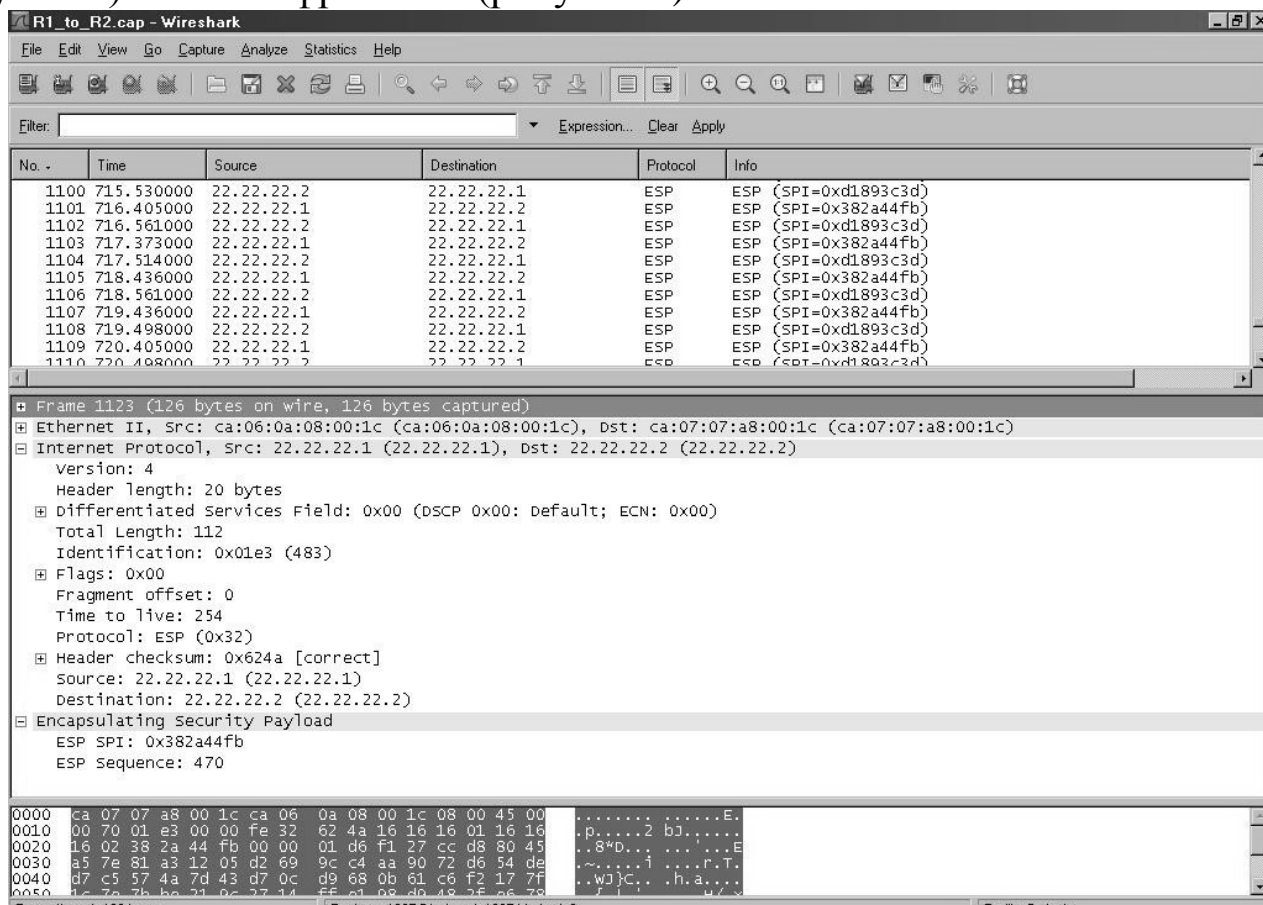 R1_to_R2.cap - Wireshark
File Edit View Go Capture Analyze Statistics Help
Filter: Expression... Clear Apply
No. - Time Source Destination Protocol Info
1100 715.530000 22.22.22.2 22.22.22.1 ESP ESP (SPI=0xd1893c3d)
1101 716.405000 22.22.22.1 22.22.22.2 ESP ESP (SPI=0x382a44fb)
1102 716.561000 22.22.22.2 22.22.22.1 ESP ESP (SPI=0xd1893c3d)
1103 717.373000 22.22.22.1 22.22.22.2 ESP ESP (SPI=0x382a44fb)
1104 717.514000 22.22.22.2 22.22.22.1 ESP ESP (SPI=0xd1893c3d)
1105 718.436000 22.22.22.1 22.22.22.2 ESP ESP (SPI=0x382a44fb)
1106 718.561000 22.22.22.2 22.22.22.1 ESP ESP (SPI=0xd1893c3d)
1107 719.436000 22.22.22.1 22.22.22.2 ESP ESP (SPI=0x382a44fb)
1108 719.498000 22.22.22.2 22.22.22.1 ESP ESP (SPI=0xd1893c3d)
1109 720.405000 22.22.22.1 22.22.22.2 ESP ESP (SPI=0x382a44fb)
1110 720.498000 22.22.22.2 22.22.22.1 ESP ESP (SPI=0xd1893c3d)
Frame 1123 (126 bytes on wire, 126 bytes captured)
Ethernet II, Src: ca:06:0a:08:00:1c (ca:06:0a:08:00:1c), Dst: ca:07:07:a8:00:1c (ca:07:07:a8:00:1c)
Internet Protocol, Src: 22.22.22.1 (22.22.22.1), Dst: 22.22.22.2 (22.22.22.2)
Version: 4
Header length: 20 bytes
Differentiated Services Field: 0x00 (DSCP 0x00: Default; ECN: 0x00)
Total Length: 112
Identification: 0x01e3 (483)
Flags: 0x00
Fragment offset: 0
Time to live: 254
Protocol: ESP (0x32)
Header checksum: 0x624a [correct]
Source: 22.22.22.1 (22.22.22.1)
Destination: 22.22.22.2 (22.22.22.2)
Encapsulating Security Payload
ESP SPI: 0x382a44fb
ESP Sequence: 470
0000 ca 07 07 a8 00 1c ca 06 0a 08 00 1c 08 00 45 00 ........ ......E.
0010 00 70 01 e3 00 00 fe 32 62 4a 16 16 16 01 16 16 .p.....2 bJ......
0020 16 02 38 2a 44 fb 00 00 01 d6 f1 27 cc d8 80 45 ..8*D... ...'...E
0030 a5 7e 81 a3 12 05 d2 69 9c c4 aa 90 72 d6 54 de .~.....i ....r.T.
0040 d7 c5 57 4a 7d 43 d7 0c d9 68 0b 61 c6 f2 17 7f ..WJ}C.. .h.a....